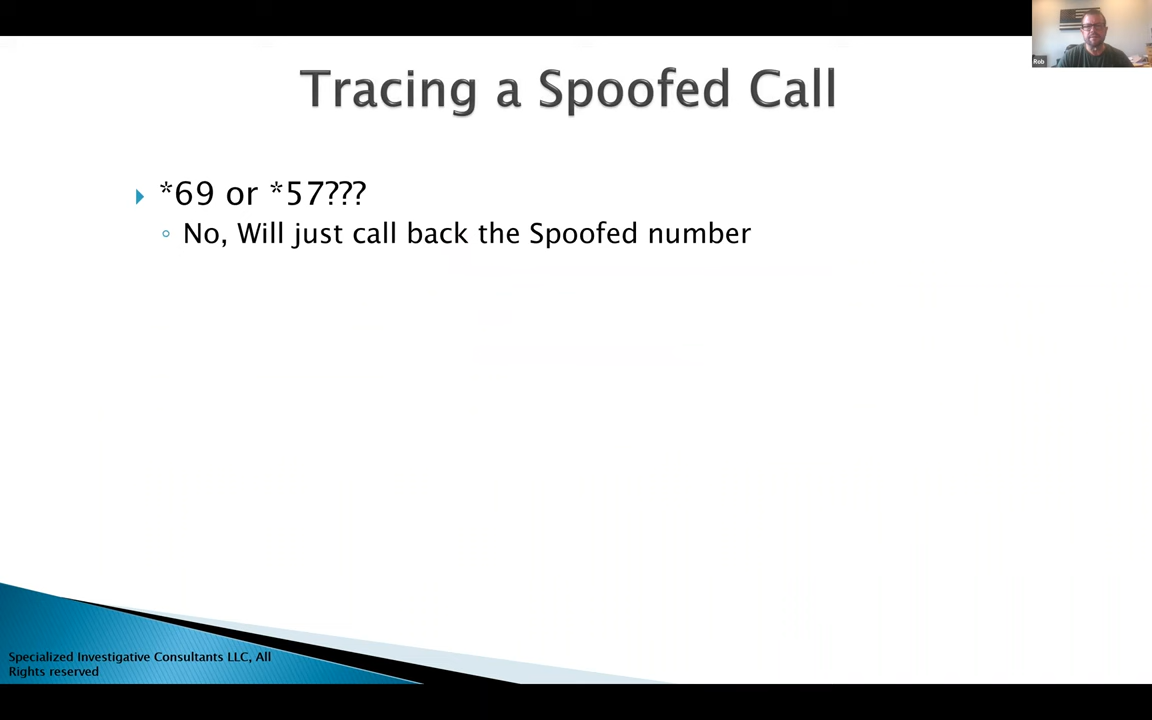 Rob
Tracing a Spoofed Call
*69 or *57???
No, Will just call back the Spoofed number
Specialized Investigative Consultants LLC, All
Rights reserved